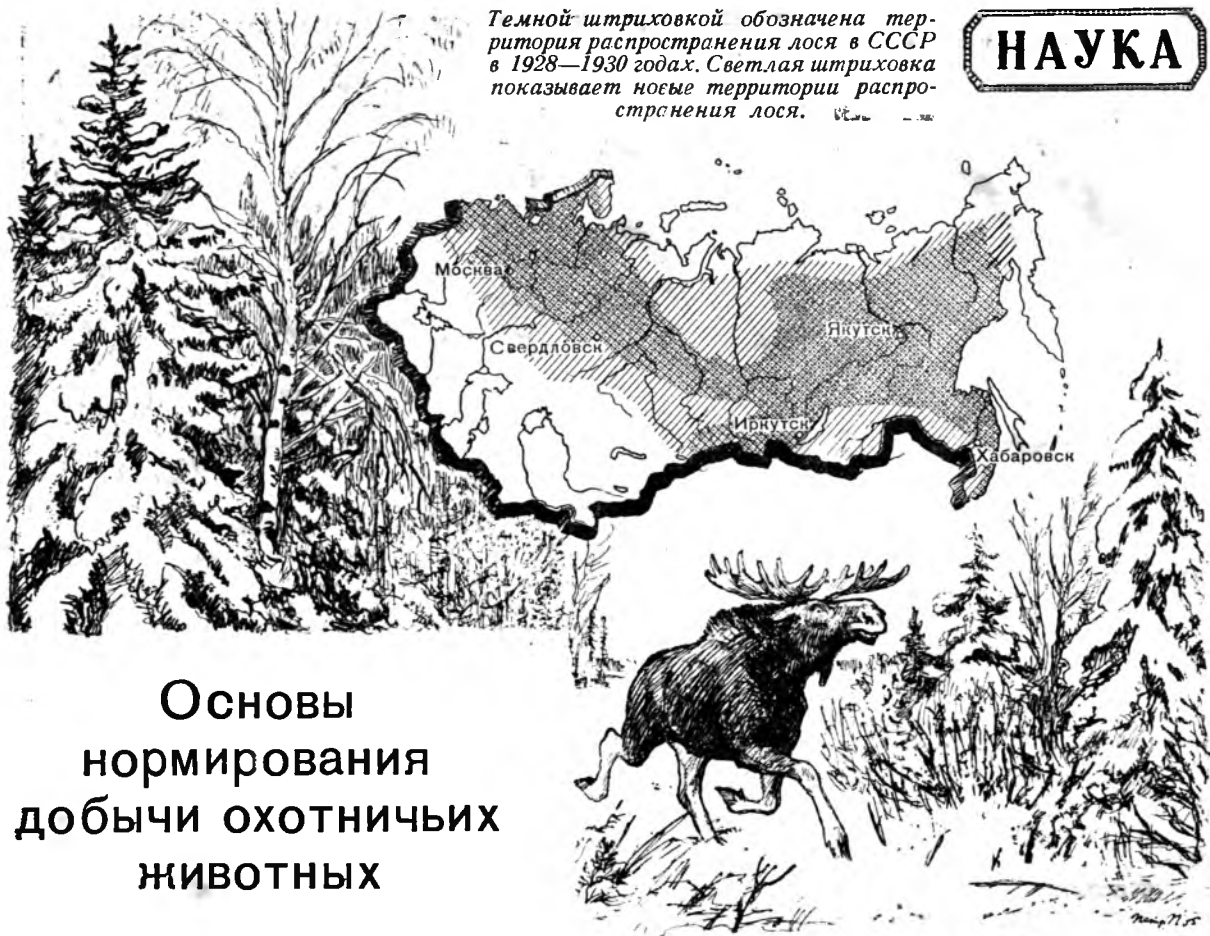 Темной штриховкой обозначена тер-
ритория распространения лося в СССР
в 1928—1930 годах. Светлая штриховка
показывает новые территории распро-
странения лося.
НАУКА
Москва
Свердловск
Якутск
Иркутск
Хабаровск
Основы
нормирования
добычи охотничьих
животных